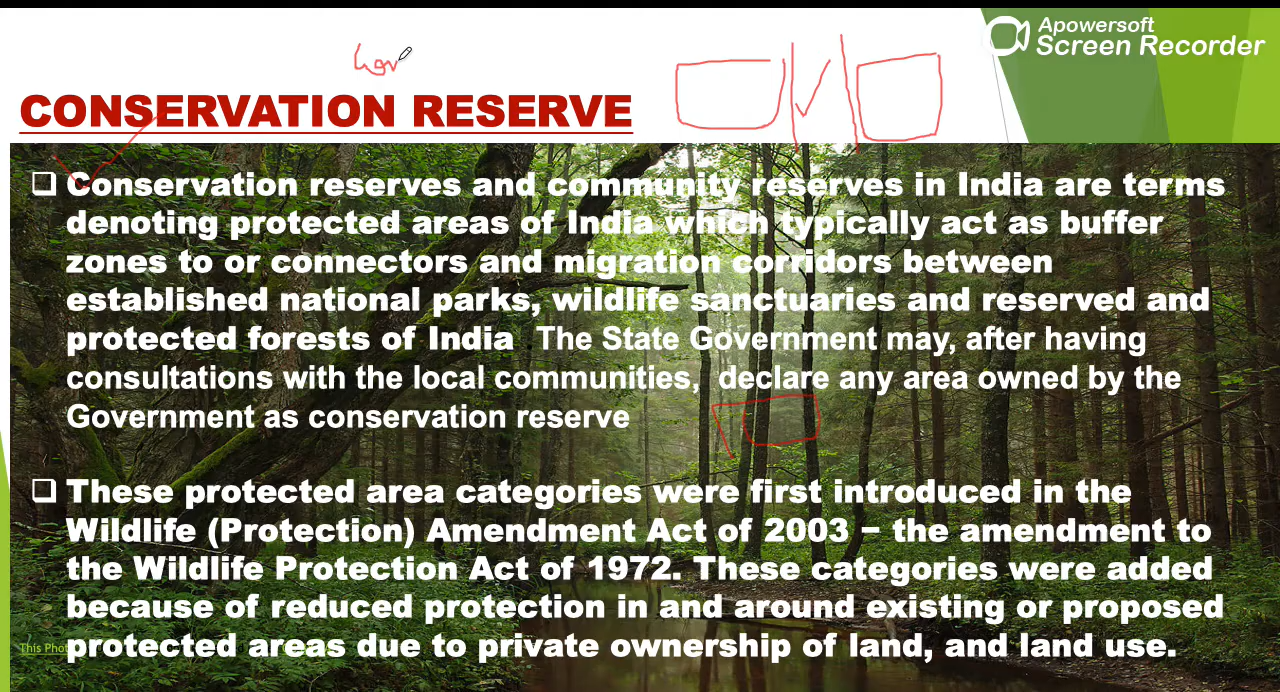 Apowersoft
Screen Recorder
Gov
CONSERVATION RESERVE
❑ Conservation reserves and community reserves in India are terms
denoting protected areas of India which typically act as buffer
zones to or connectors and migration corridors between
established national parks, wildlife sanctuaries and reserved and
protected forests of India The State Government may, after having
consultations with the local communities, declare any area owned by the
Government as conservation reserve
❑ These protected area categories were first introduced in the
Wildlife (Protection) Amendment Act of 2003 − the amendment to
the Wildlife Protection Act of 1972. These categories were added
because of reduced protection in and around existing or proposed
protected areas due to private ownership of land, and land use.
This Phot